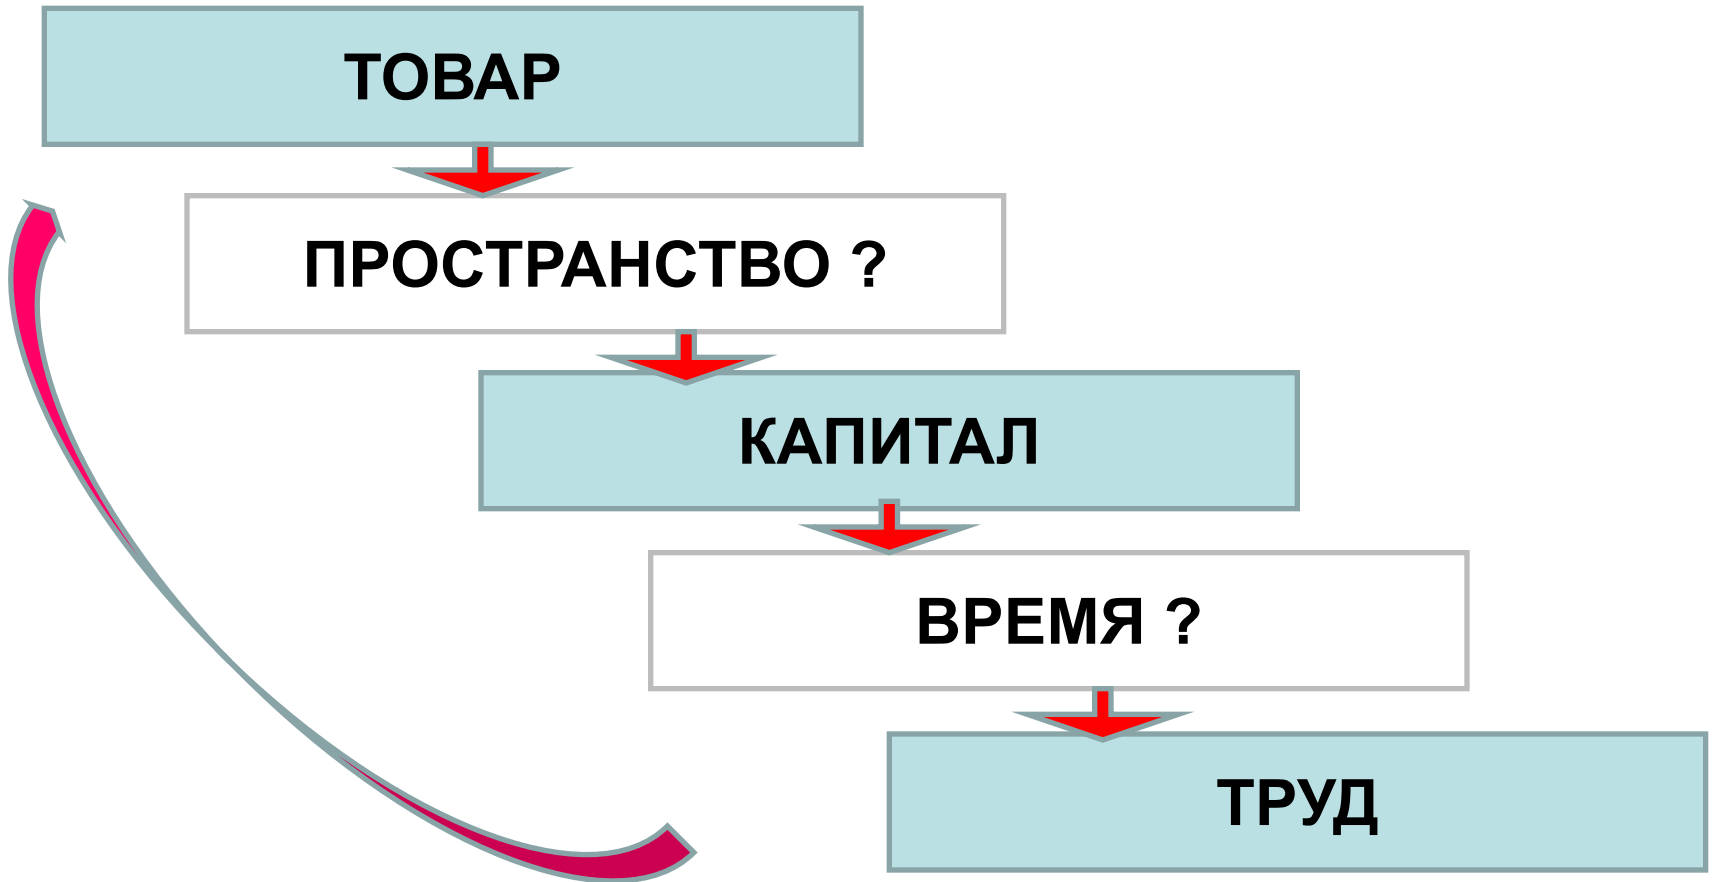 ТОВАР
ПРОСТРАНСТВО ?
КАПИТАЛ
ВРЕМЯ ?
ТРУД